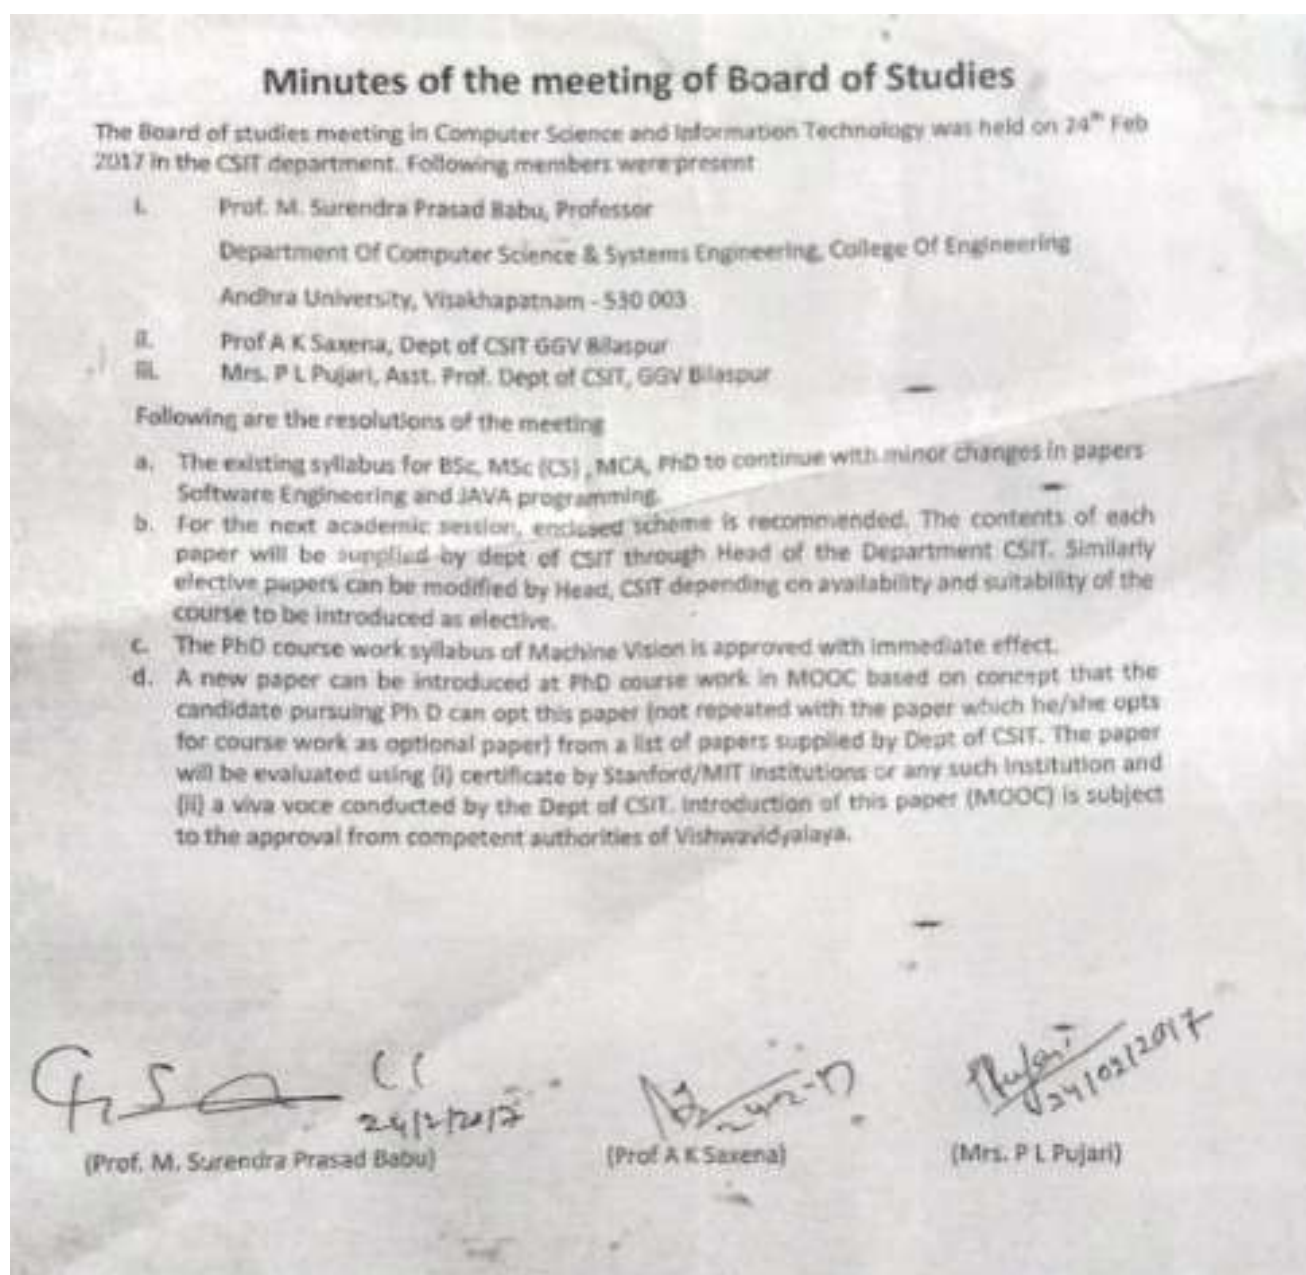 Minutes of the meeting of Board of Studies
The Board of studies meeting in Computer Science and Information Technology was held on 24th Feb
2017 in the CSIT department. Following members were present
i. Prof. M. Surendra Prasad Babu, Professor
Department Of Computer Science & Systems Engineering, College Of Engineering
Andhra University, Visakhapatnam - 530 003
ii. Prof A K Saxena, Dept of CSIT GGV Bilaspur
iii. Mrs. P L Pujari, Asst. Prof. Dept of CSIT, GGV Bilaspur
Following are the resolutions of the meeting
a. The existing syllabus for BSc, MSc (CS) , MCA, PhD to continue with minor changes in papers
Software Engineering and JAVA programming.
b. For the next academic session, enclosed scheme is recommended. The contents of each
paper will be supplied by dept of CSIT through Head of the Department CSIT. Similarly
elective papers can be modified by Head, CSIT depending on availability and suitability of the
course to be introduced as elective.
c. The PhD course work syllabus of Machine Vision is approved with immediate effect.
d. A new paper can be introduced at PhD course work in MOOC based on concept that the
candidate pursuing Ph D can opt this paper (not repeated with the paper which he/she opts
for course work as optional paper) from a list of papers supplied by Dept of CSIT. The paper
will be evaluated using (i) certificate by Stanford/MIT institutions or any such institution and
(ii) a viva voce conducted by the Dept of CSIT. Introduction of this paper (MOOC) is subject
to the approval from competent authorities of Vishwavidyalaya.
24/2/2017
24-2-17
Pujari
24/02/2017
(Prof. M. Surendra Prasad Babu)
(Prof A K Saxena)
(Mrs. P L Pujari)